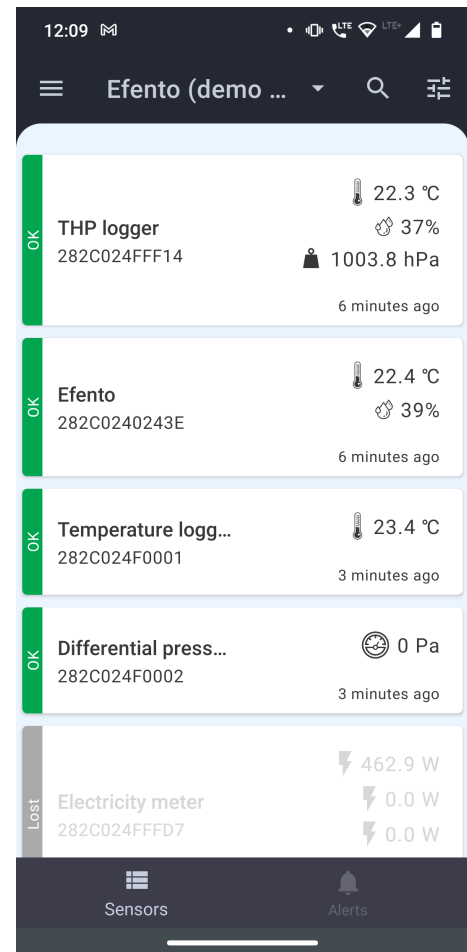 12:09
LTE
LTE+
Efento (demo ...
OK
THP logger
282C024FFF14
22.3 ℃
37%
1003.8 hPa
6 minutes ago
OK
Efento
282C0240243E
22.4 ℃
39%
6 minutes ago
OK
Temperature logg...
282C024F0001
23.4 ℃
3 minutes ago
OK
Differential press...
282C024F0002
0 Pa
3 minutes ago
Lost
Electricity meter
282C024FFFD7
462.9 W
0.0 W
0.0 W
Sensors
Alerts